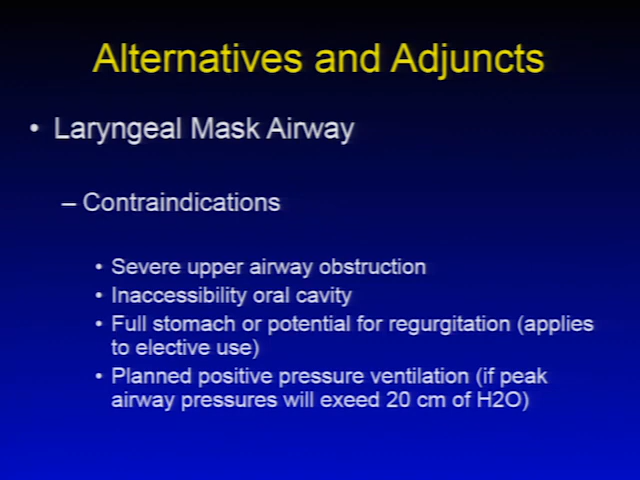 Alternatives and Adjuncts
• Laryngeal Mask Airway
– Contraindications
• Severe upper airway obstruction
• Inaccessibility oral cavity
• Full stomach or potential for regurgitation (applies
to elective use)
• Planned positive pressure ventilation (if peak
airway pressures will exeed 20 cm of H2O)